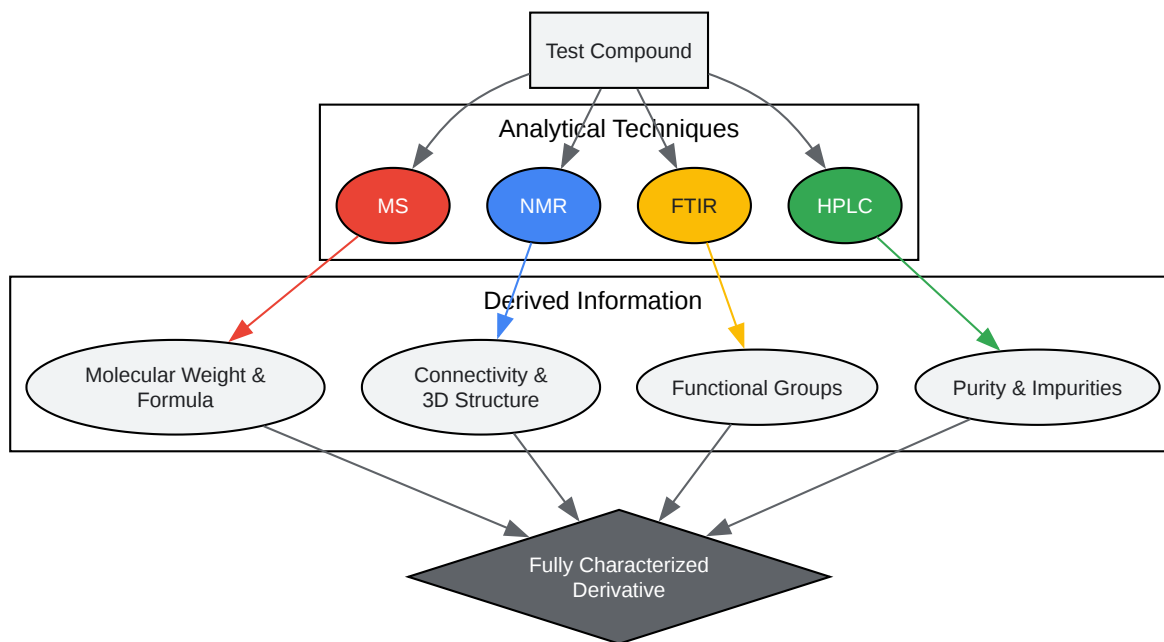 Test Compound
Analytical Techniques
MS
NMR
FTIR
HPLC
Derived Information
Molecular Weight &
Formula
Connectivity &
3D Structure
Functional Groups
Purity & Impurities
Fully Characterized
Derivative